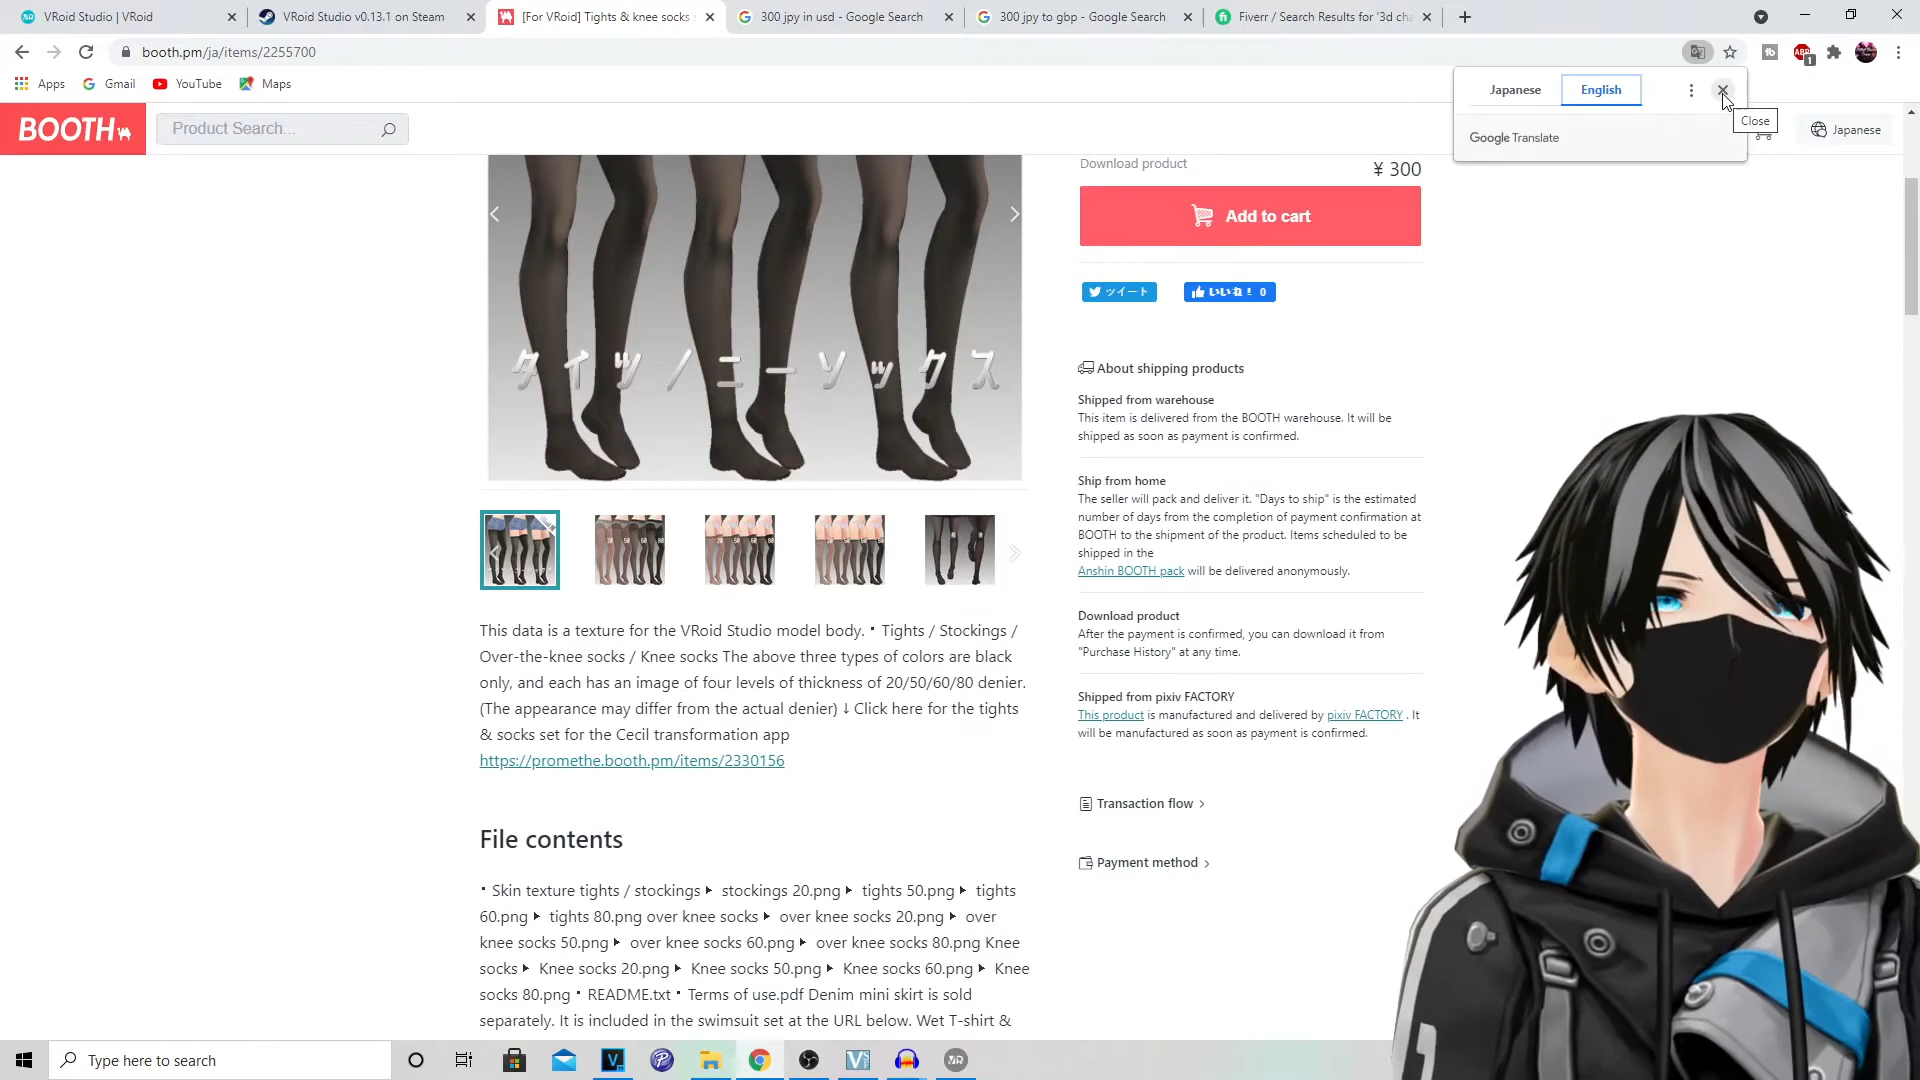 VRoid Studio | VRoid
VRoid Studio v0.13.1 on Steam
[For VRoid] Tights & knee socks
300 jpy in usd - Google Search
300 jpy to gbp - Google Search
Fiverr / Search Results for '3d cha
booth.pm/ja/items/2255700
Apps
Gmail
YouTube
Maps
Japanese
English
Close
Google Translate
BOOTH
Product Search...
Japanese
Download product
¥ 300
Add to cart
ツイート
いいね！ 0
タイツ/ニーソックス
About shipping products
Shipped from warehouse
This item is delivered from the BOOTH warehouse. It will be
shipped as soon as payment is confirmed.
Ship from home
The seller will pack and deliver it. "Days to ship" is the estimated
number of days from the completion of payment confirmation at
BOOTH to the shipment of the product. Items scheduled to be
shipped in the
Anshin BOOTH pack will be delivered anonymously.
Download product
After the payment is confirmed, you can download it from
"Purchase History" at any time.
Shipped from pixiv FACTORY
This product is manufactured and delivered by pixiv FACTORY . It
will be manufactured as soon as payment is confirmed.
Transaction flow
Payment method
20 50 60 80
This data is a texture for the VRoid Studio model body. ・ Tights / Stockings /
Over-the-knee socks / Knee socks The above three types of colors are black
only, and each has an image of four levels of thickness of 20/50/60/80 denier.
(The appearance may differ from the actual denier) ↓ Click here for the tights
& socks set for the Cecil transformation app
https://promethe.booth.pm/items/2330156
File contents
・ Skin texture tights / stockings ▶ stockings 20.png ▶ tights 50.png ▶ tights
60.png ▶ tights 80.png over knee socks ▶ over knee socks 20.png ▶ over
knee socks 50.png ▶ over knee socks 60.png ▶ over knee socks 80.png Knee
socks ▶ Knee socks 20.png ▶ Knee socks 50.png ▶ Knee socks 60.png ▶ Knee
socks 80.png ・ README.txt ・ Terms of use.pdf Denim mini skirt is sold
separately. It is included in the swimsuit set at the URL below. Wet T-shirt &
Type here to search